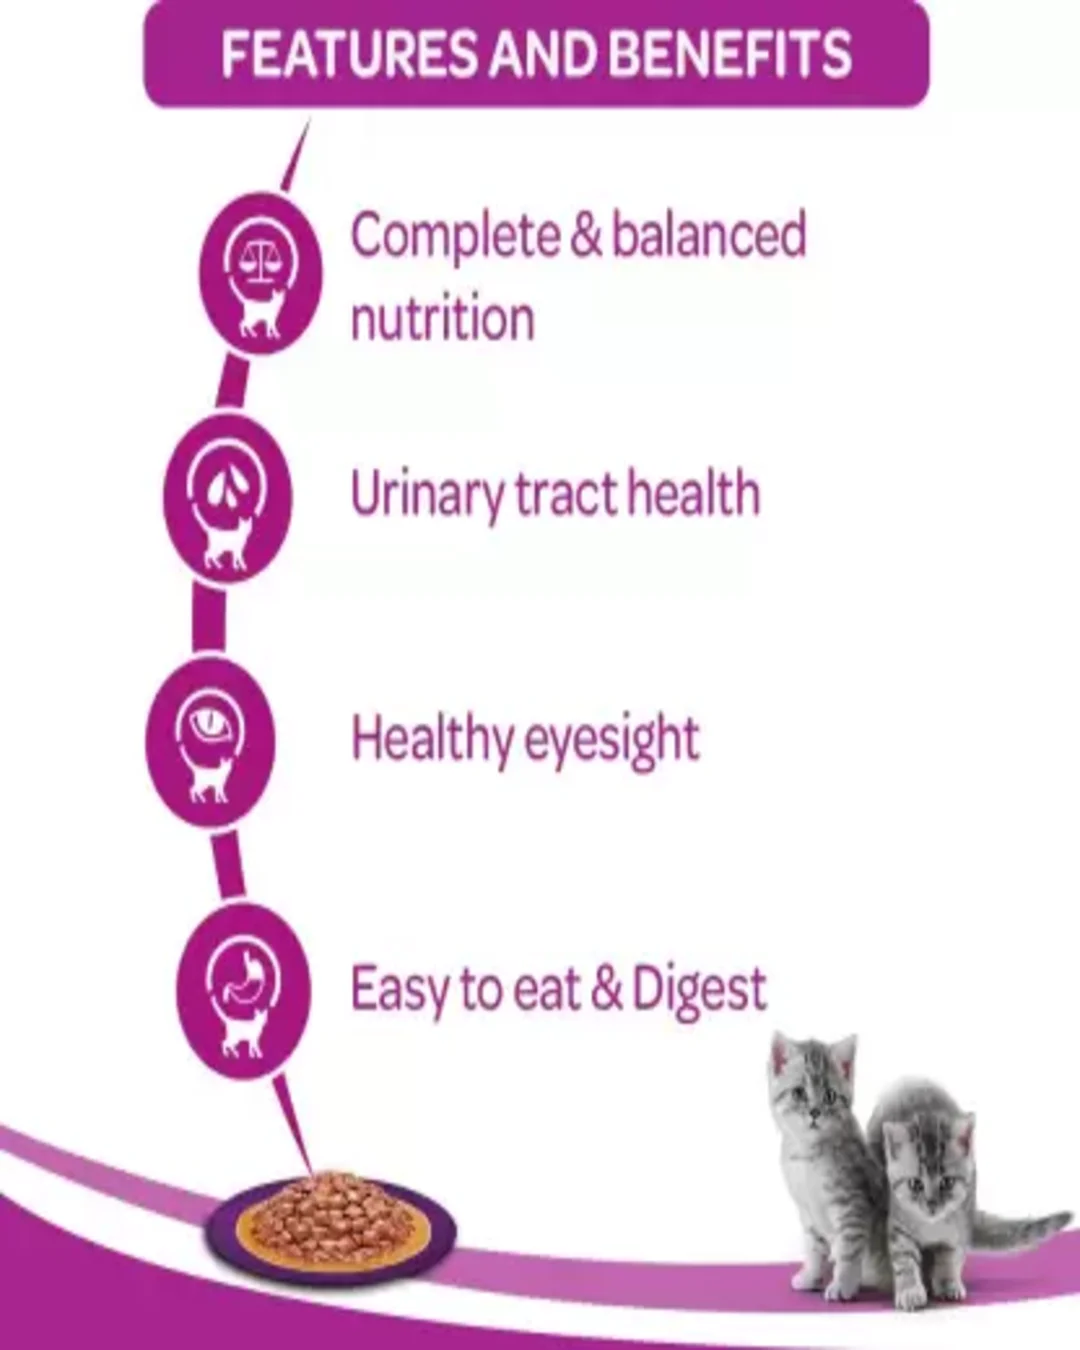 FEATURES AND BENEFITS
Complete & balanced
nutrition
Urinary tract health
Healthy eyesight
Easy to eat & Digest